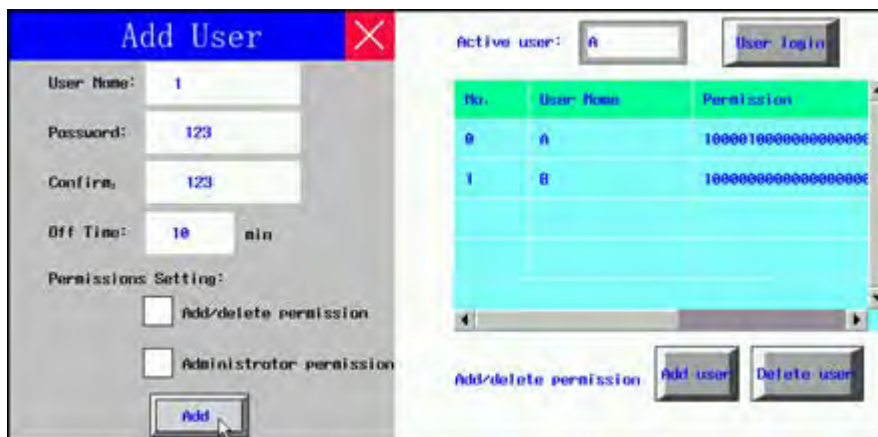 Add User
User Name: 1
Password: 123
Confirm: 123
Off Time: 10 min
Permissions Setting:
Add/delete permission
Administrator permission
Add
Active user: A User login
No. User Name Permission
0 A
1 B
Add/delete permission Add user Delete user